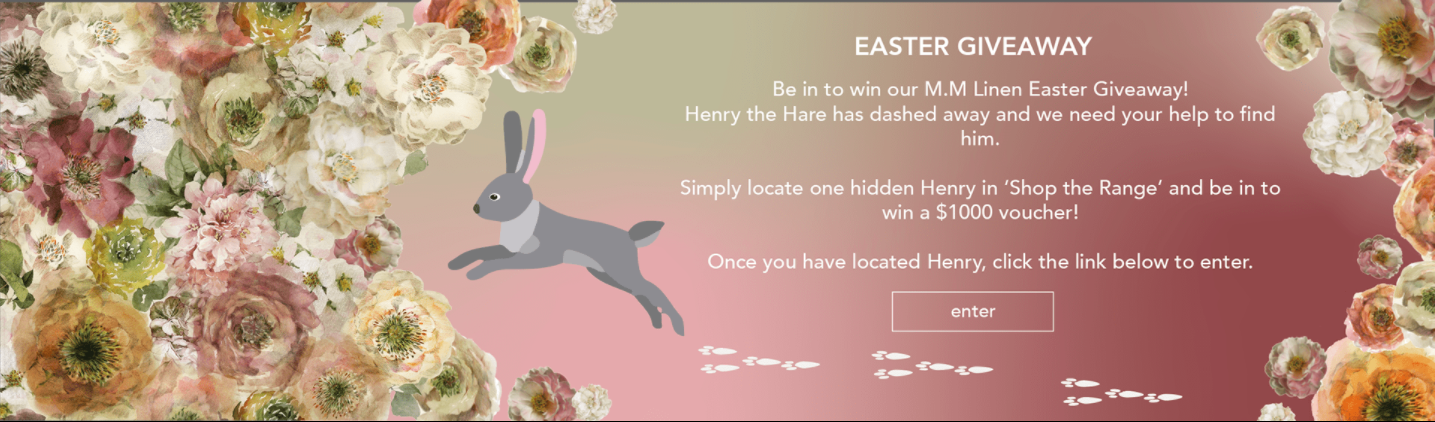 EASTER GIVEAWAY
Be in to win our M.M Linen Easter Giveaway!
Henry the Hare has dashed away and we need your help to find
him.
Simply locate one hidden Henry in ‘Shop the Range’ and be in to
win a $1000 voucher!
Once you have located Henry, click the link below to enter.
enter